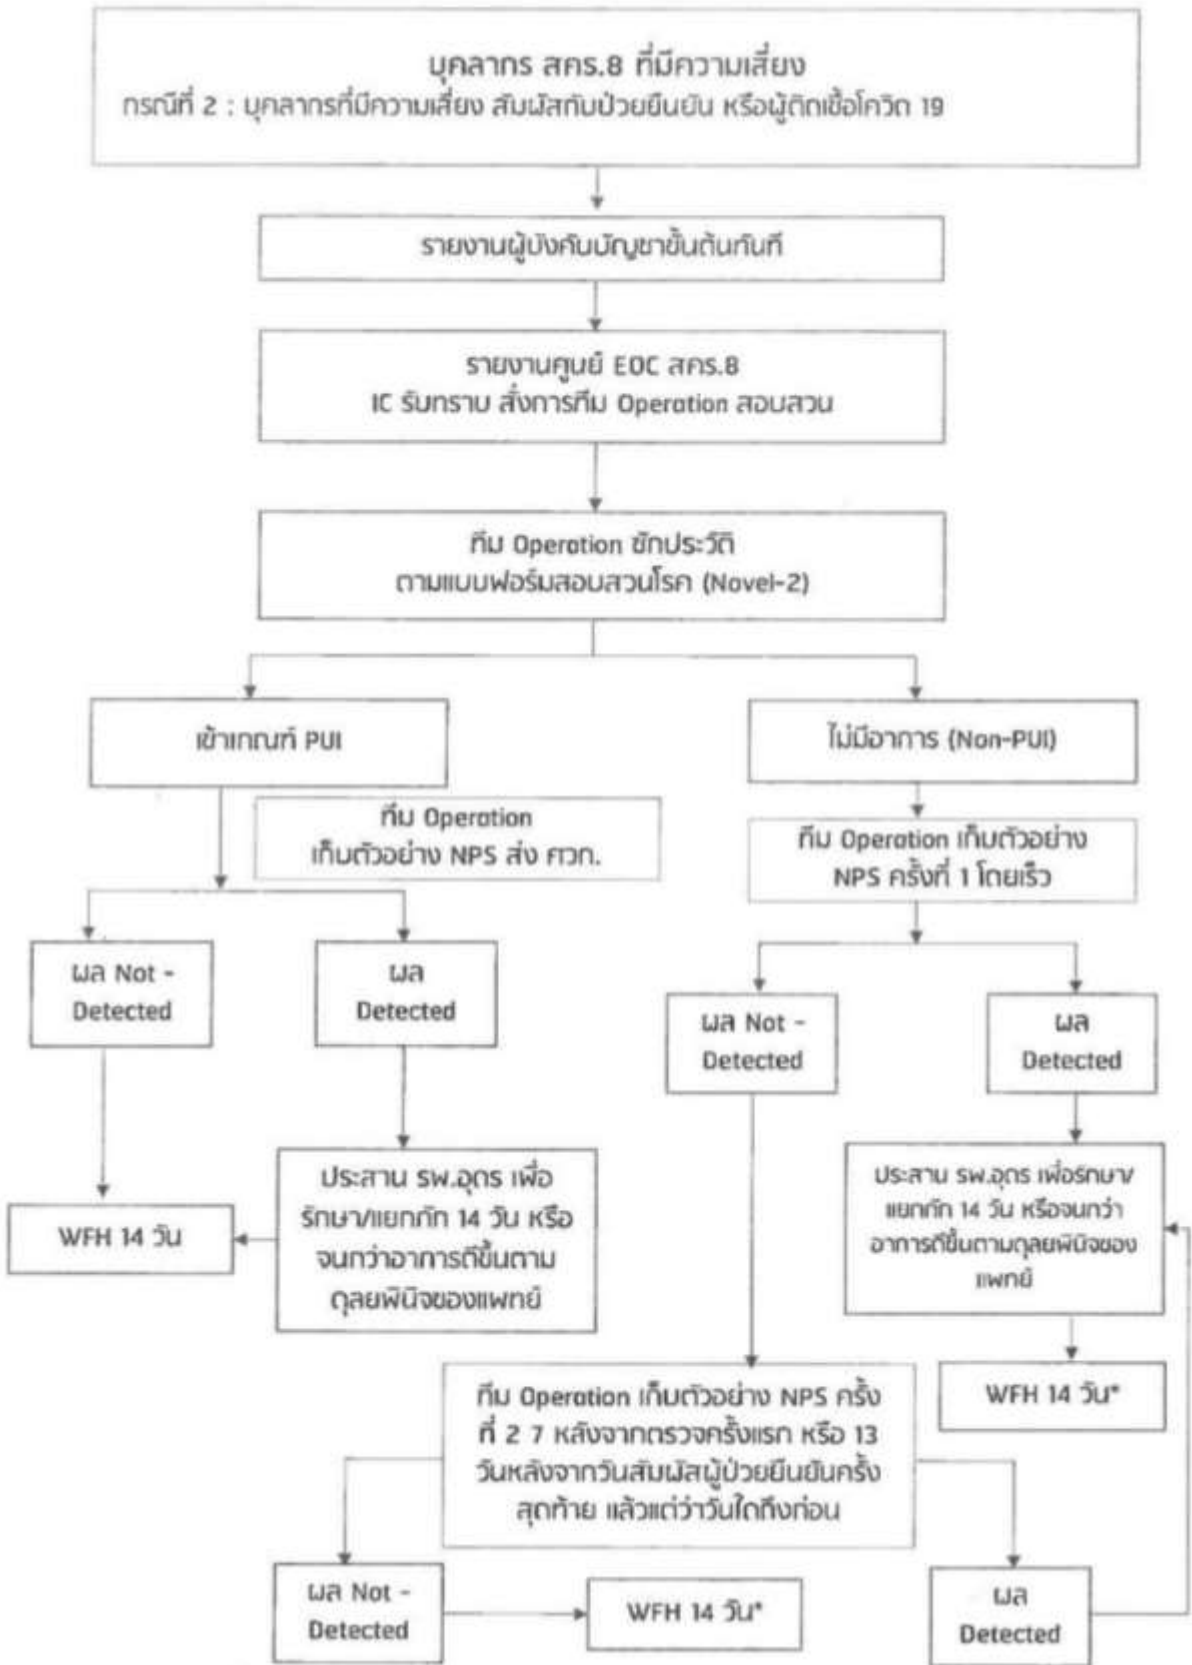 บุคลากร สคร.8 ที่มีความเสี่ยง
กรณีที่ 2 : บุคลากรที่มีความเสี่ยง สัมผัสกับป่วยยืนยัน หรือผู้ติดเชื้อโควิด 19
รายงานผู้บังคับบัญชาขั้นต้นทันที
รายงานศูนย์ EOC สคร.8
IC รับทราบ สั่งการทีม Operation สอบสวน
ทีม Operation ซักประวัติ
ตามแบบฟอร์มสอบสวนโรค (Novel-2)
เข้าเกณฑ์ PUI
ไม่มีอาการ (Non-PUI)
ทีม Operation
เก็บตัวอย่าง NPS ส่ง ศวก.
ทีม Operation เก็บตัวอย่าง
NPS ครั้งที่ 1 โดยเร็ว
ผล Not -
Detected
ผล
Detected
ผล Not -
Detected
ผล
Detected
WFH 14 วัน
ประสาน รพ.อุดร เพื่อ
รักษา/แยกกัก 14 วัน หรือ
จนกว่าอาการดีขึ้นตาม
ดุลยพินิจของแพทย์
ประสาน รพ.อุดร เพื่อรักษา/
แยกกัก 14 วัน หรือจนกว่า
อาการดีขึ้นตามดุลยพินิจของ
แพทย์
ทีม Operation เก็บตัวอย่าง NPS ครั้ง
ที่ 2 7 หลังจากตรวจครั้งแรก หรือ 13
วันหลังจากวันสัมผัสผู้ป่วยยืนยันครั้ง
สุดท้าย แล้วแต่ว่าวันใดถึงก่อน
WFH 14 วัน*
ผล Not -
Detected
WFH 14 วัน*
ผล
Detected